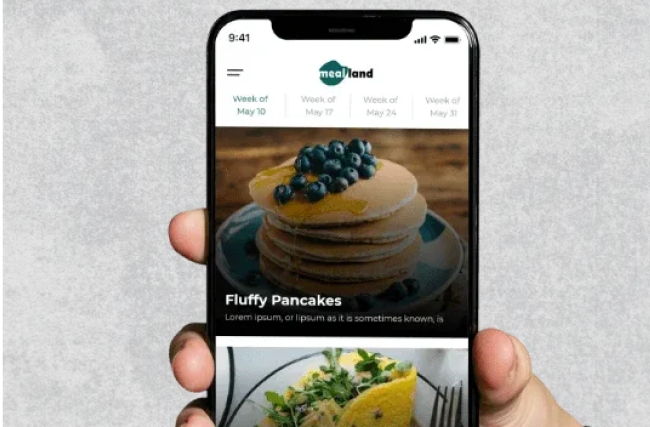 9:41
mealland
Week of
May 10
Week of
May 17
Week of
May 24
Week of
May 31
Fluffy Pancakes
Lorem ipsum, or lipsum as it is sometimes known, is